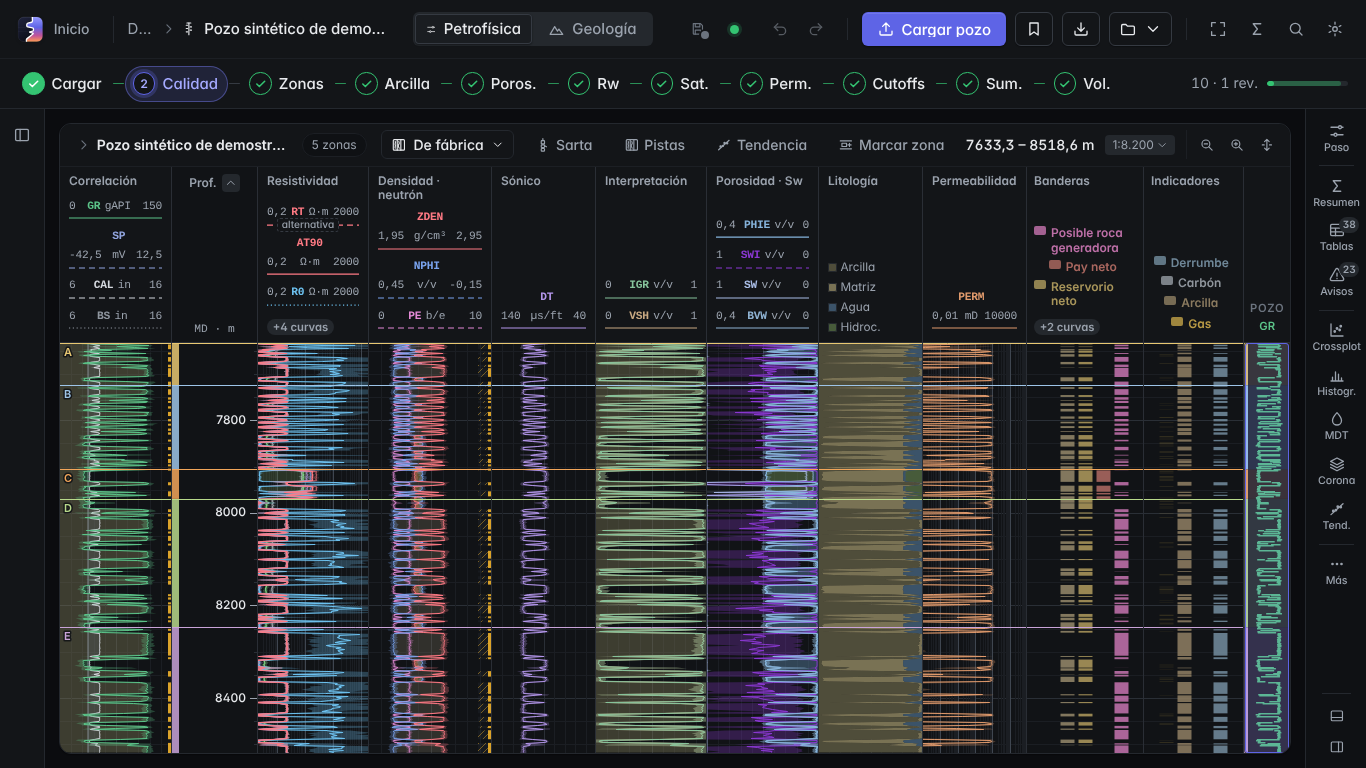 Inicio
D...
Pozo sintético de demo...
Petrofísica
Geología
Cargar pozo
Cargar
2
Calidad
Zonas
Arcilla
Poros.
Rw
Sat.
Perm.
Cutoffs
Sum.
Vol.
10 · 1 rev.
Pozo sintético de demostr...
5 zonas
De fábrica
Sarta
Pistas
Tendencia
Marcar zona
7633,3 – 8518,6 m
1:8.200
Correlación
0 GR gAPI 150
SP
-42,5 mV 12,5
6 CAL in 16
6 BS in 16
Prof.
MD · m
Resistividad
0,2 RT Ω·m 2000
alternativa
AT90
0,2 Ω·m 2000
0,2 R0 Ω·m 2000
+4 curvas
Densidad ·
neutrón
ZDEN
1,95 g/cm³ 2,95
NPHI
0,45 v/v -0,15
0 PE b/e 10
Sónico
DT
140 µs/ft 40
Interpretación
0 IGR v/v 1
0 VSH v/v 1
Porosidad · Sw
0,4 PHIE v/v 0
1 SWI v/v 0
1 SW v/v 0
0,4 BVW v/v 0
Litología
Arcilla
Matriz
Agua
Hidroc.
Permeabilidad
PERM
0,01 mD 10000
Banderas
Posible roca
generadora
Pay neto
Reservorio
neto
+2 curvas
Indicadores
Derrumbe
Carbón
Arcilla
Gas
POZO
GR
A
B
C
D
E
7800
8000
8200
8400
Paso
Resumen
38
Tablas
23
Avisos
Crossplot
Histogr.
MDT
Corona
Tend.
Más